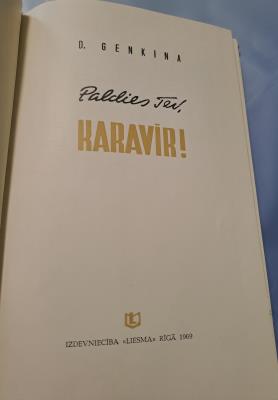 D. GENKINA
Paldies Tev,
KARAVĪR!
IZDEVNIECĪBA «LIESMA» RĪGĀ 1969